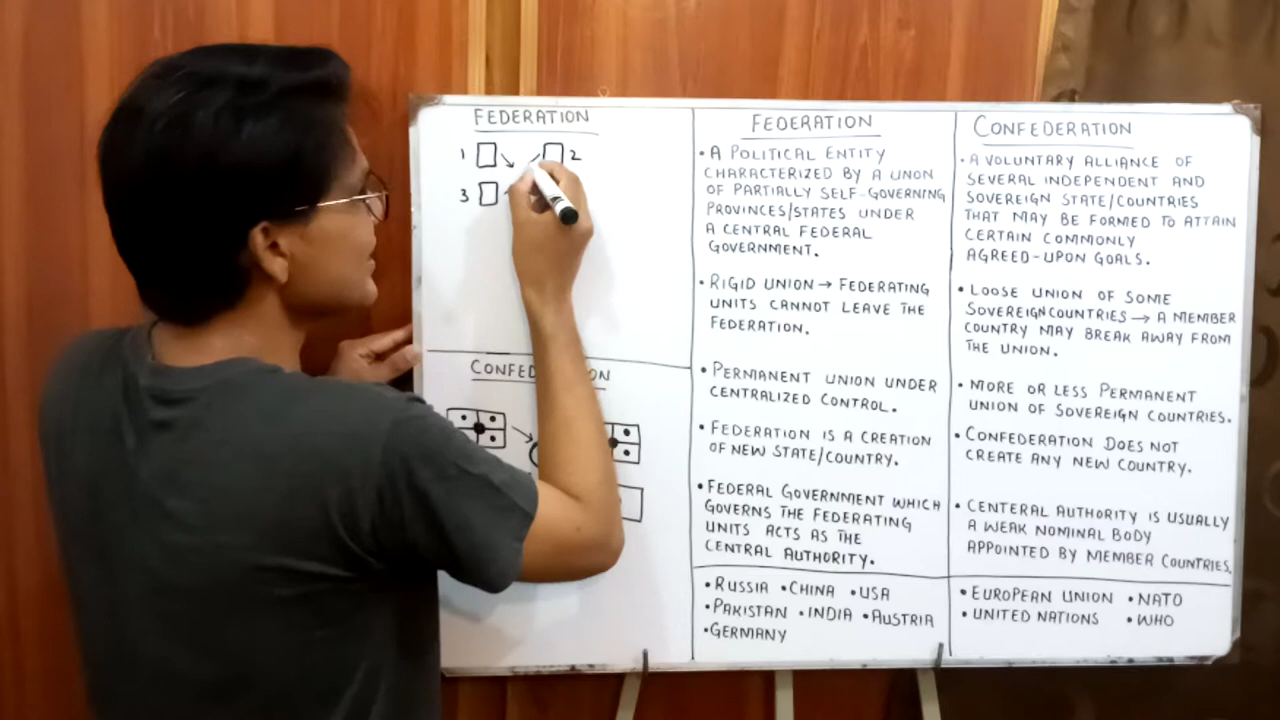 FEDERATION
1 2
3
CONFEDERATION
FEDERATION
• A POLITICAL ENTITY
CHARACTERIZED BY A UNON
OF PARTIALLY SELF-GOVERNING
PROVINCES/STATES UNDER
A CENTRAL FEDERAL
GOVERNMENT.
• RIGID UNION → FEDERATING
UNITS CANNOT LEAVE THE
FEDERATION.
• PERMANENT UNION UNDER
CENTRALIZED CONTROL.
• FEDERATION IS A CREATION
OF NEW STATE/COUNTRY.
• FEDERAL GOVERNMENT WHICH
GOVERNS THE FEDERATING
UNITS ACTS AS THE
CENTRAL AUTHORITY.
• RUSSIA • CHINA • USA
• PAKISTAN • INDIA • AUSTRIA
• GERMANY
CONFEDERATION
• A VOLUNTARY ALLIANCE OF
SEVERAL INDEPENDENT AND
SOVEREIGN STATE/COUNTRIES
THAT MAY BE FORMED TO ATTAIN
CERTAIN COMMONLY
AGREED-UPON GOALS.
• LOOSE UNION OF SOME
SOVEREIGN COUNTRIES → A MEMBER
COUNTRY MAY BREAK AWAY FROM
THE UNION.
• MORE OR LESS PERMANENT
UNION OF SOVEREIGN COUNTRIES.
• CONFEDERATION DOES NOT
CREATE ANY NEW COUNTRY.
• CENTERAL AUTHORITY IS USUALLY
A WEAK NOMINAL BODY
APPOINTED BY MEMBER COUNTRIES.
• EUROPEAN UNION • NATO
• UNITED NATIONS • WHO